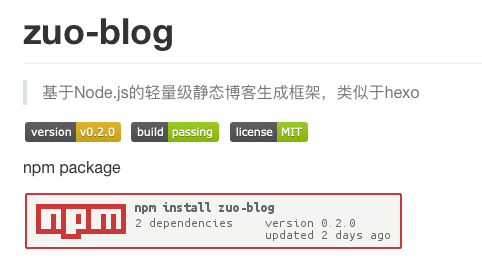 zuo-blog
基于Node.js的轻量级静态博客生成框架，类似于hexo
version v0.2.0 build passing license MIT
npm package
npm npm install zuo-blog
2 dependencies version 0.2.0
updated 2 days ago